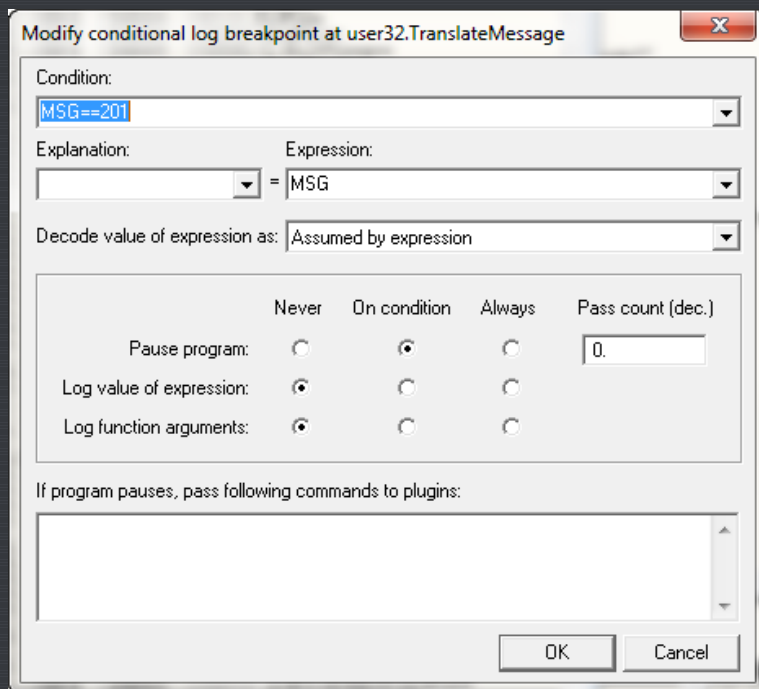 Modify conditional log breakpoint at user32.TranslateMessage
Condition:
MSG==201
Explanation: Expression:
= MSG
Decode value of expression as: Assumed by expression
Never On condition Always Pass count (dec.)
Pause program: 0.
Log value of expression:
Log function arguments:
If program pauses, pass following commands to plugins:
OK Cancel